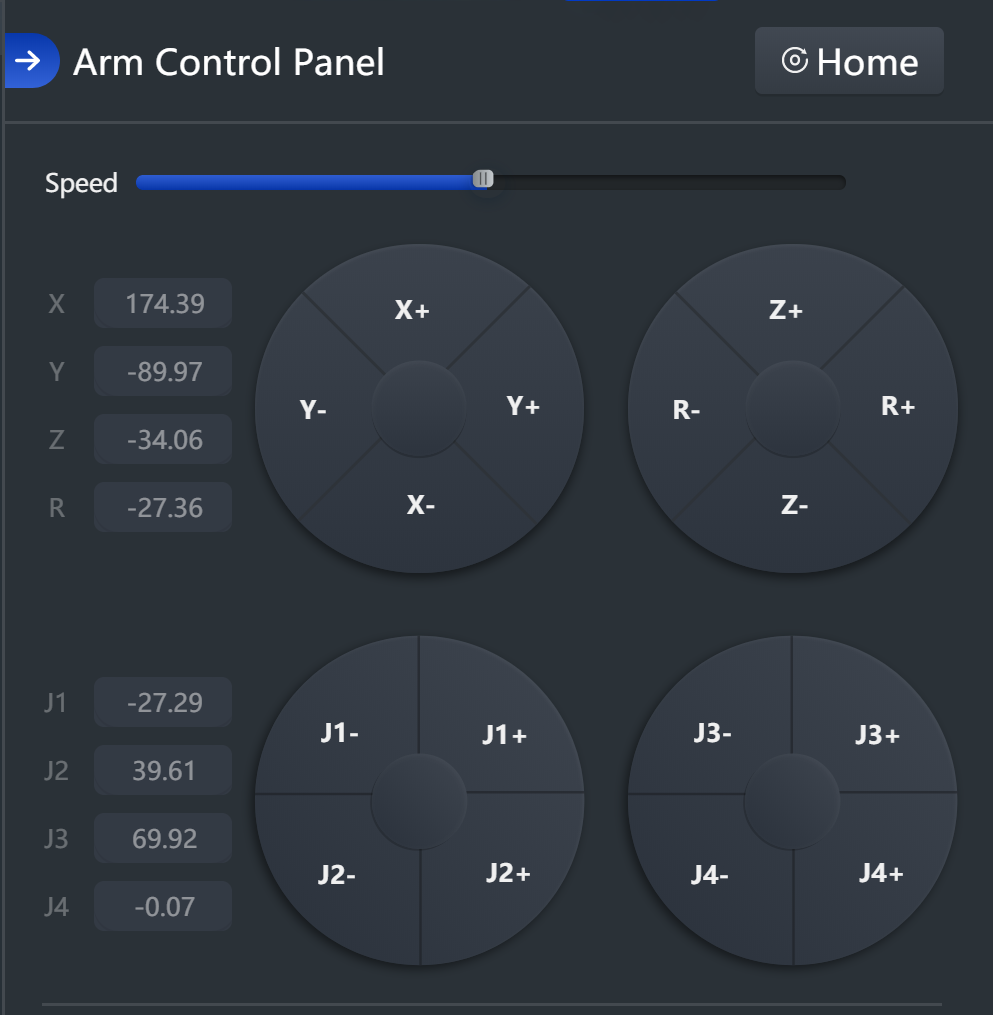 Arm Control Panel
Home
Speed
X 174.39
Y -89.97
Z -34.06
R -27.36
X+
Y-
Y+
X-
Z+
R-
R+
Z-
J1 -27.29
J2 39.61
J3 69.92
J4 -0.07
J1-
J1+
J2-
J2+
J3-
J3+
J4-
J4+